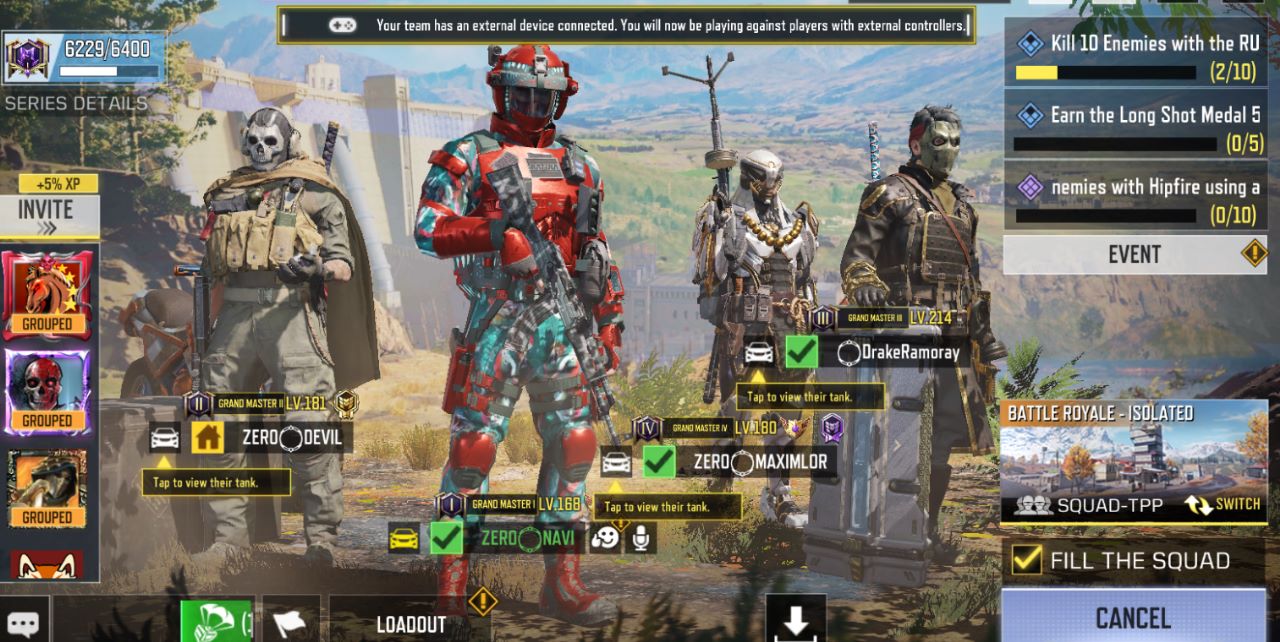 Your team has an external device connected. You will now be playing against players with external controllers.
6229/6400
SERIES DETAILS
+5% XP
INVITE
GROUPED
GROUPED
GROUPED
Kill 10 Enemies with the RU
(2/10)
Earn the Long Shot Medal 5
(0/5)
nemies with Hipfire using a
(0/10)
EVENT
III GRAND MASTER III LV.214
DrakeRamoray
Tap to view their tank.
II GRAND MASTER II LV.181
ZERO◯DEVIL
Tap to view their tank.
IV GRAND MASTER IV LV.180
ZERO◯MAXIMLOR
Tap to view their tank.
I GRAND MASTER I LV.168
ZERO◯NAVI
BATTLE ROYALE - ISOLATED
SQUAD-TPP
SWITCH
FILL THE SQUAD
CANCEL
LOADOUT